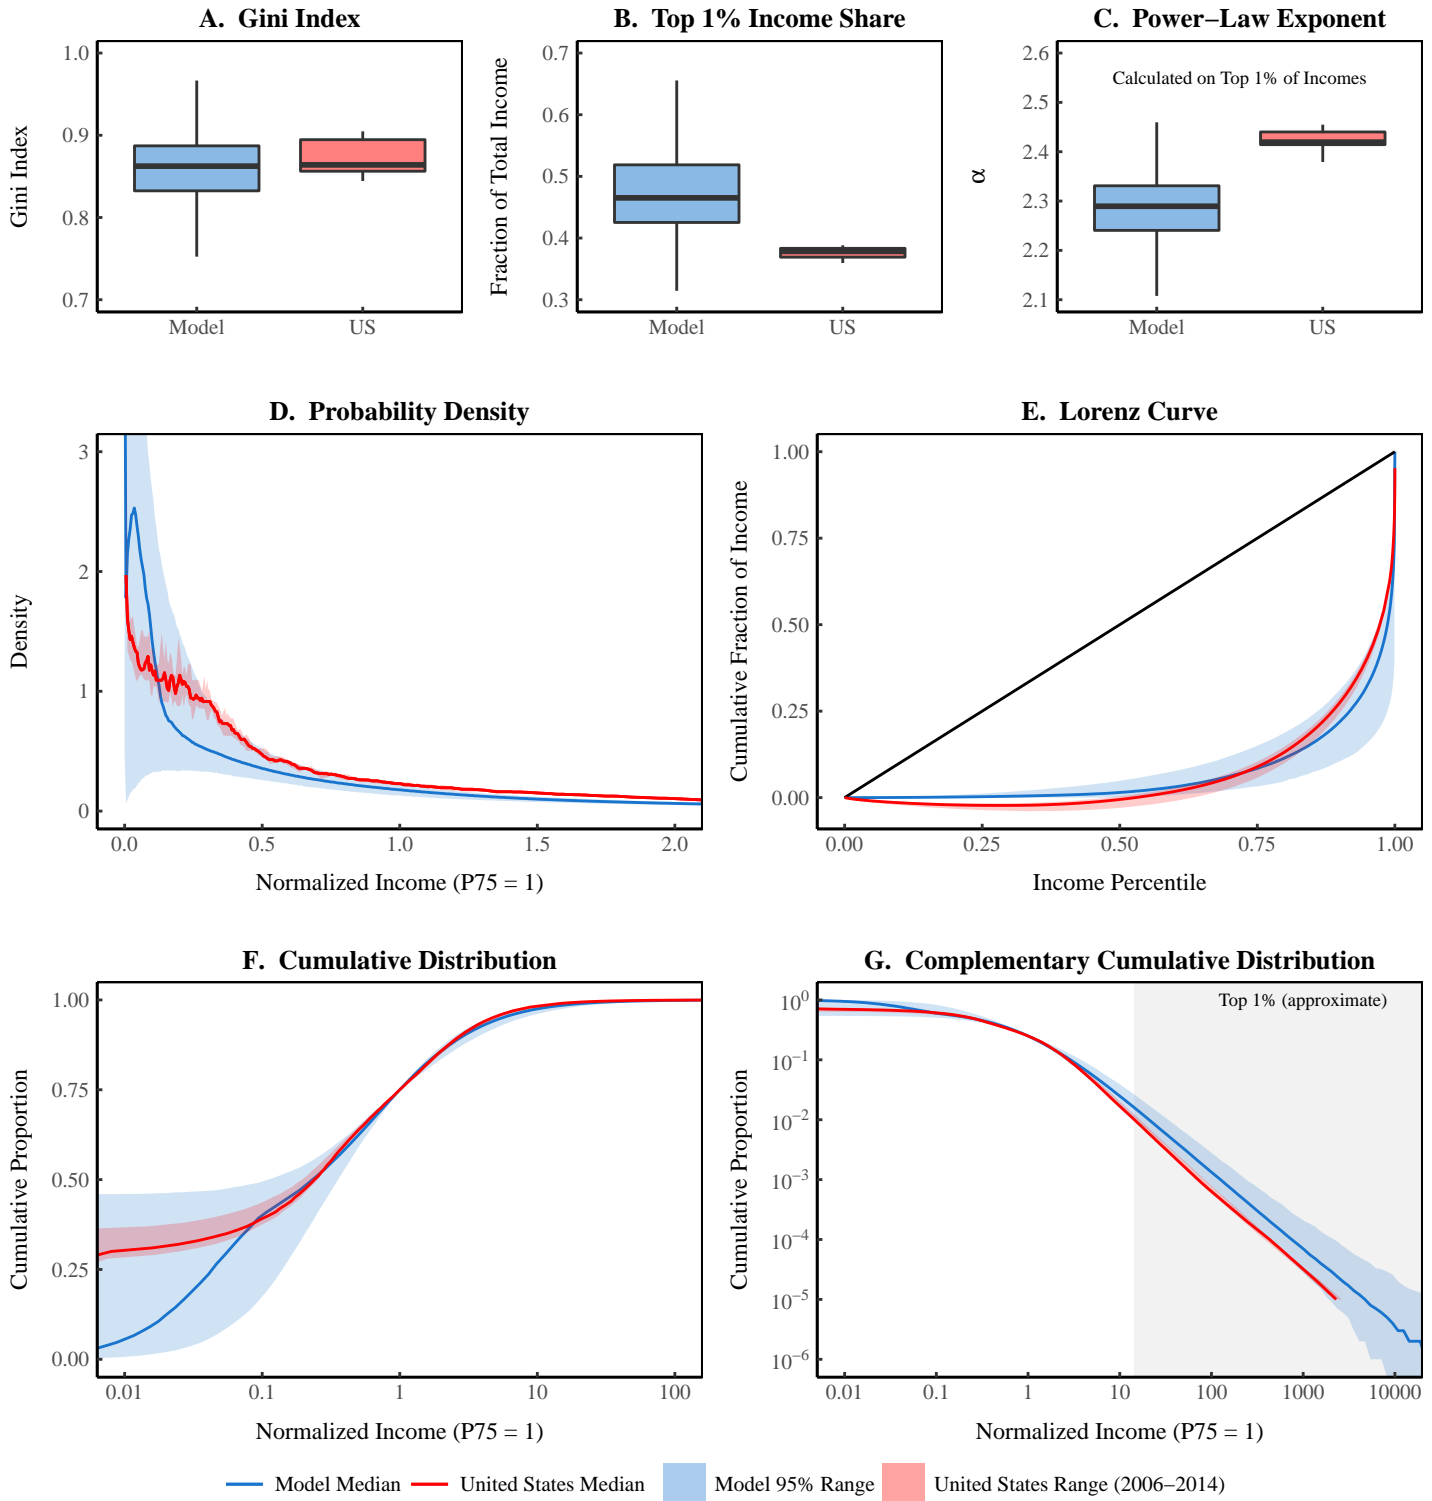 A. Gini Index
B. Top 1% Income Share
C. Power−Law Exponent
Gini Index
1.0
0.9
0.8
0.7
Model
US
Fraction of Total Income
0.7
0.6
0.5
0.4
0.3
Model
US
α
2.6
2.5
2.4
2.3
2.2
2.1
Calculated on Top 1% of Incomes
Model
US
D. Probability Density
Density
3
2
1
0
0.0
0.5
1.0
1.5
2.0
Normalized Income (P75 = 1)
E. Lorenz Curve
Cumulative Fraction of Income
1.00
0.75
0.50
0.25
0.00
0.00
0.25
0.50
0.75
1.00
Income Percentile
F. Cumulative Distribution
Cumulative Proportion
1.00
0.75
0.50
0.25
0.00
0.01
0.1
1
10
100
Normalized Income (P75 = 1)
G. Complementary Cumulative Distribution
Cumulative Proportion
10⁰
10⁻¹
10⁻²
10⁻³
10⁻⁴
10⁻⁵
10⁻⁶
Top 1% (approximate)
0.01
0.1
1
10
100
1000
10000
Normalized Income (P75 = 1)
Model Median United States Median Model 95% Range United States Range (2006−2014)